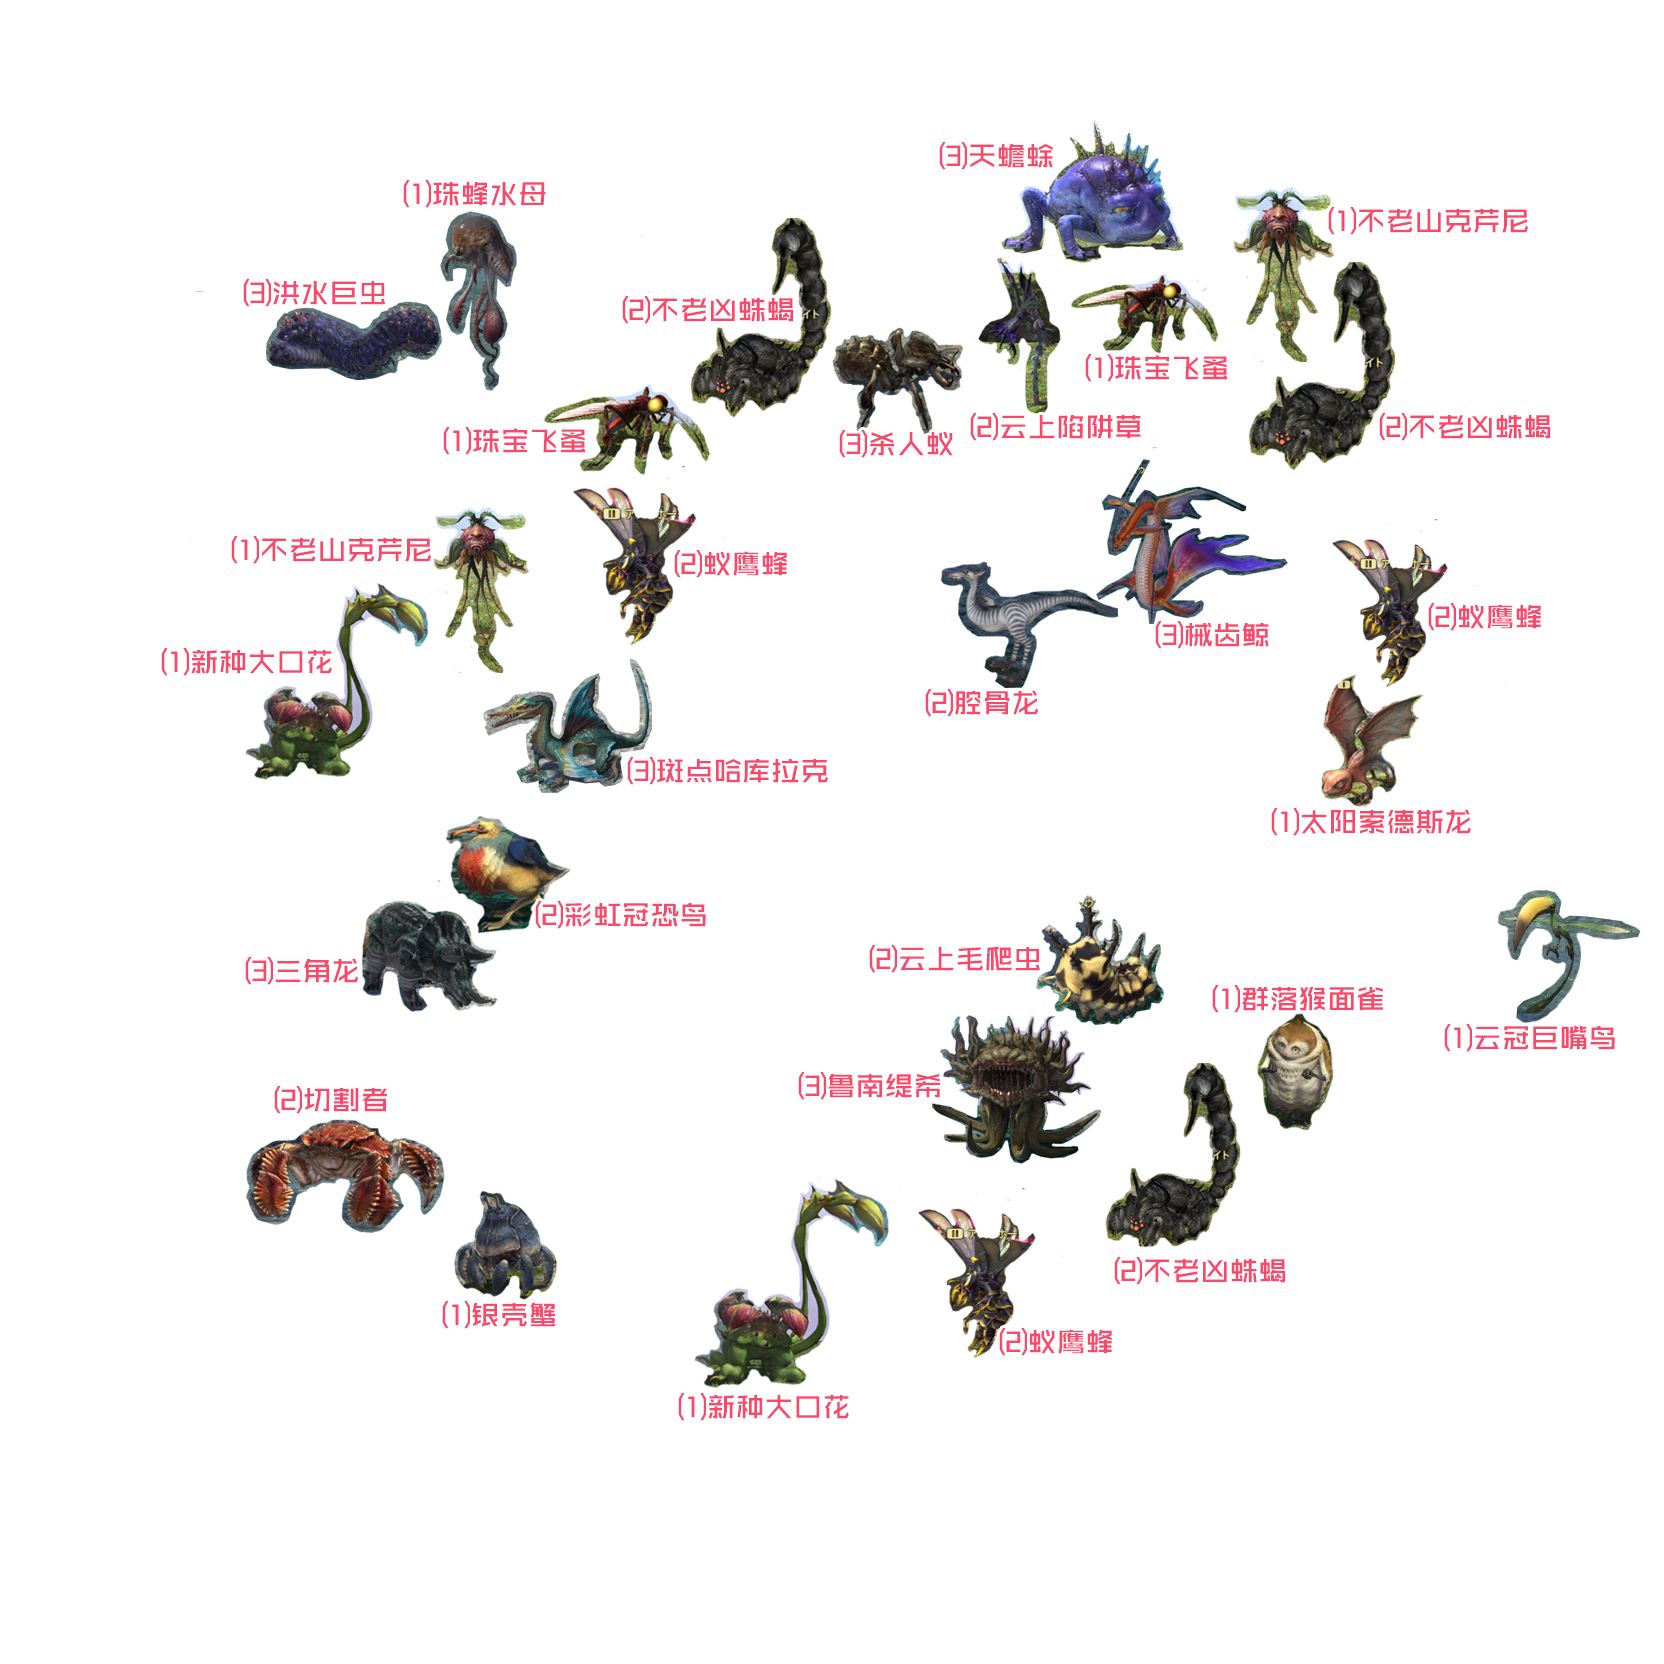 (3)天蟾蜍
(1)珠蜂水母
(1)不老山克芹尼
(3)洪水巨虫
(2)不老凶蛛蝎
イト
イト
(1)珠宝飞蚤
(2)云上陷阱草
(2)不老凶蛛蝎
(1)珠宝飞蚤
(3)杀人蚁
(1)不老山克芹尼
(2)蚁鹰蜂
(2)蚁鹰蜂
(3)械齿鲸
(1)新种大口花
(2)腔骨龙
(3)斑点哈库拉克
(1)太阳索德斯龙
(2)彩虹冠恐鸟
(2)云上毛爬虫
(3)三角龙
(1)群落猴面雀
(1)云冠巨嘴鸟
(3)鲁南缇希
(2)切割者
イト
(2)不老凶蛛蝎
(1)银壳蟹
(2)蚁鹰蜂
(1)新种大口花